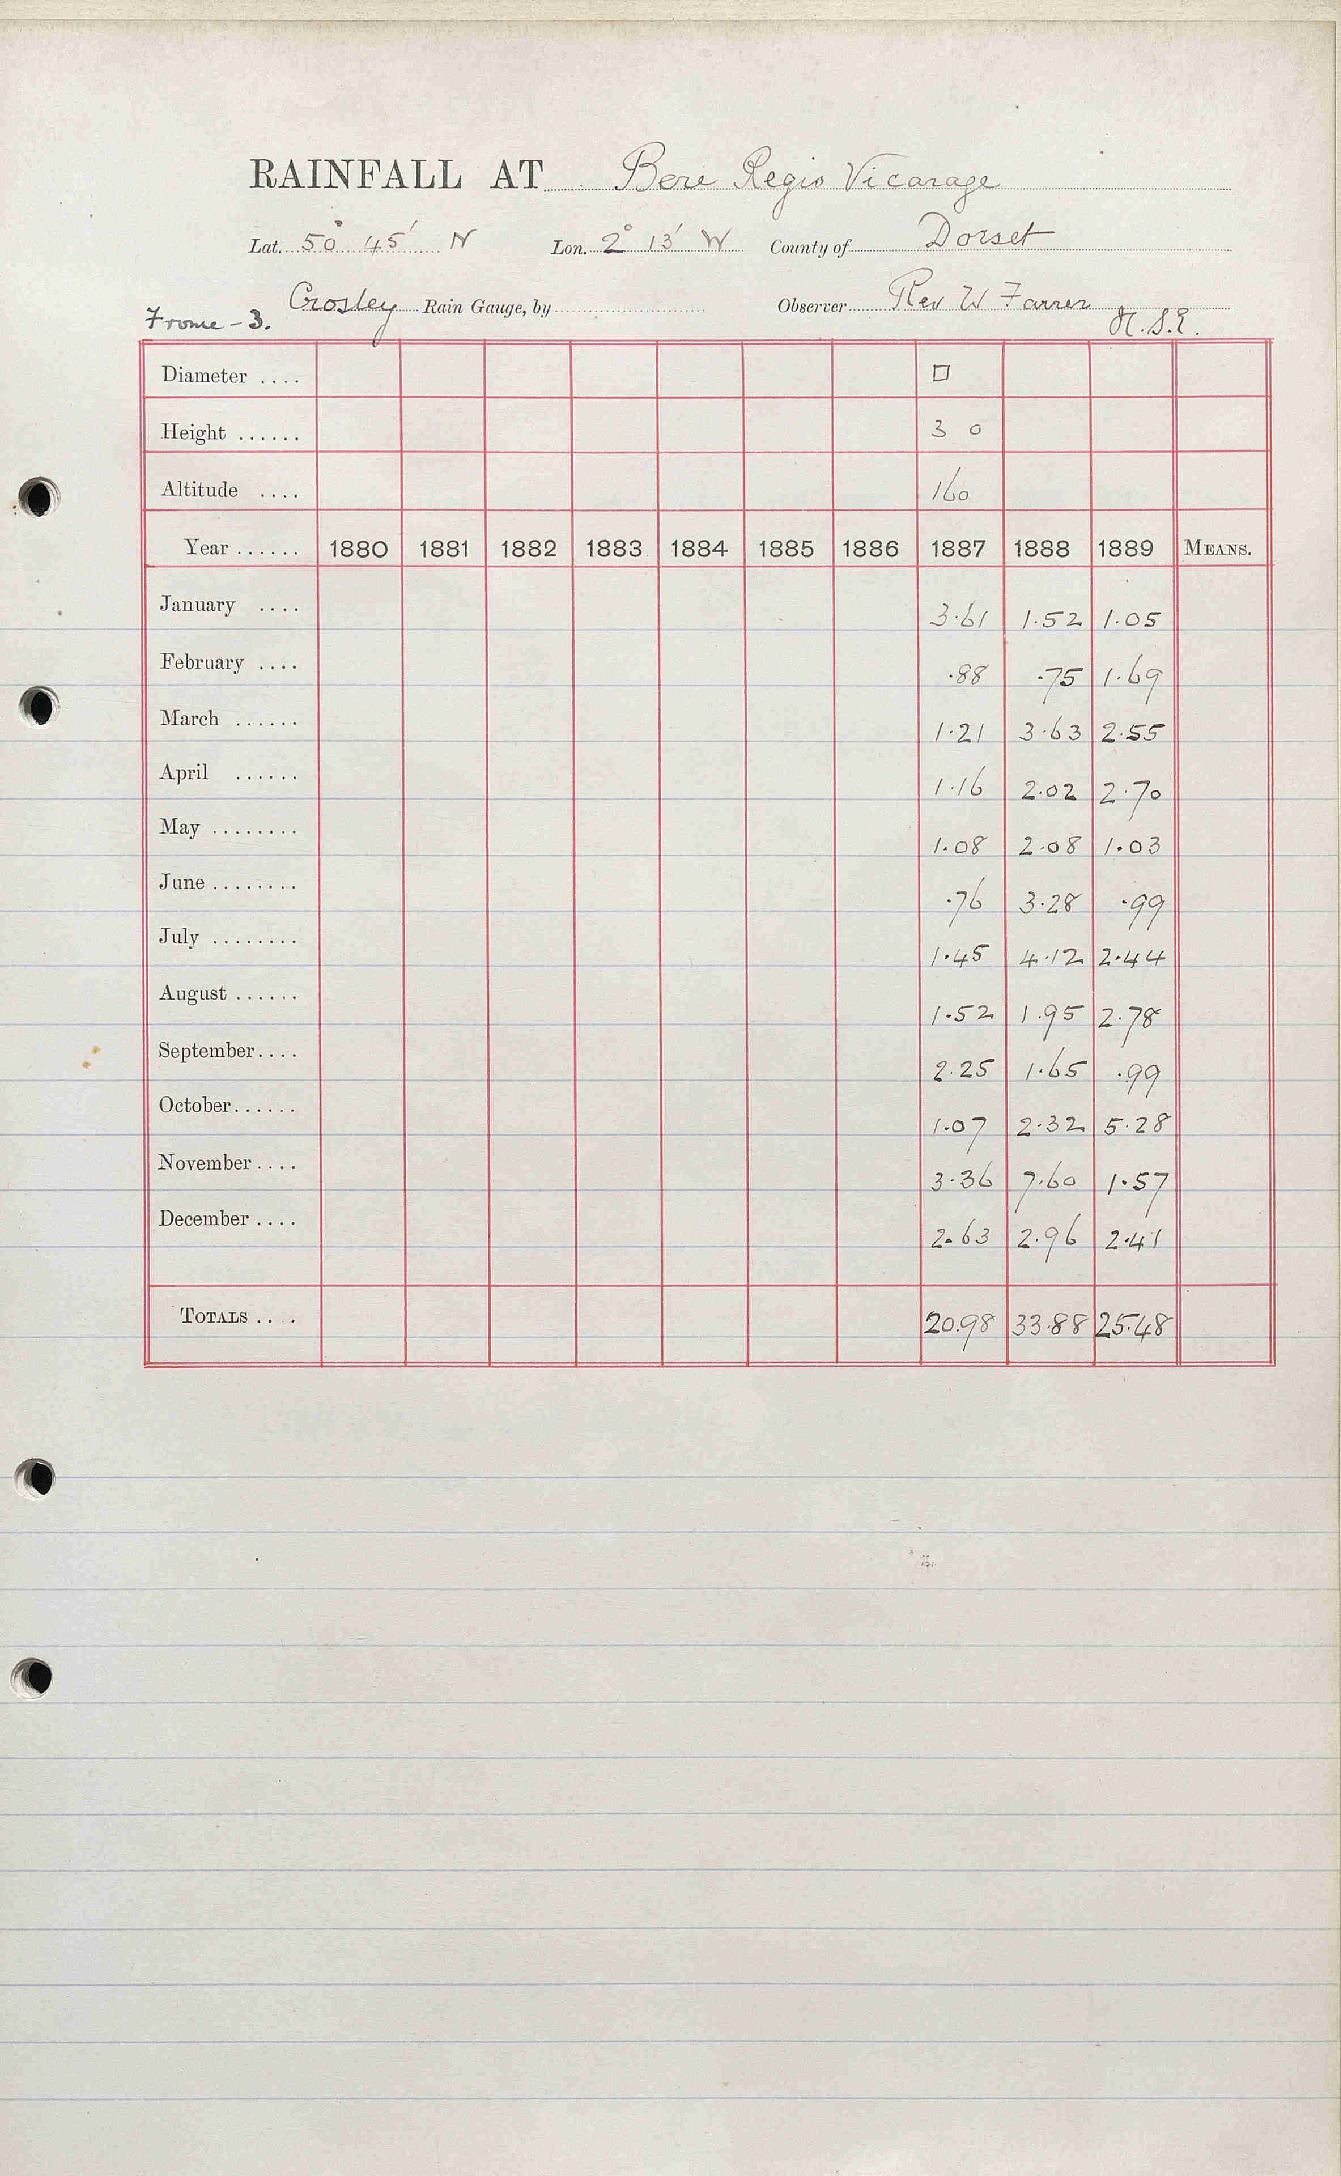 RAINFALL AT Bere Regis Vicarage
Lat. 50° 45' N Lon. 2° 13' W County of Dorset
Crosley Rain Gauge, by Observer Rev W Farrer
Frome - 3. H.S.E.
Diameter .... □
Height ...... 3 0
Altitude .... 160
Year ...... 1880 1881 1882 1883 1884 1885 1886 1887 1888 1889 MEANS.
January .... 3.61 1.52 1.05
February .... .88 .75 1.69
March ...... 1.21 3.63 2.55
April ...... 1.16 2.02 2.70
May ........ 1.08 2.08 1.03
June ........ .76 3.28 .99
July ........ 1.45 4.12 2.44
August ...... 1.52 1.95 2.78
September.... 2.25 1.65 .99
October...... 1.07 2.32 5.28
November .... 3.36 7.60 1.57
December .... 2.63 2.96 2.41
TOTALS .... 20.98 33.88 25.48